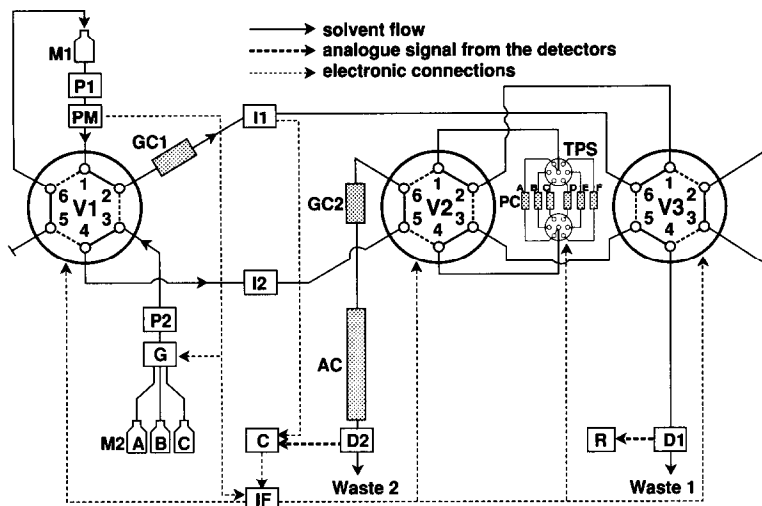 solvent flow
analogue signal from the detectors
electronic connections
M1
P1
PM
GC1
I1
TPS
A B C D E F
PC
1
2
3
4
5
6
V1
1
2
3
4
5
6
V2
1
2
3
4
5
6
V3
GC2
I2
P2
G
AC
M2 A B C
C
D2
R
D1
IF
Waste 2
Waste 1